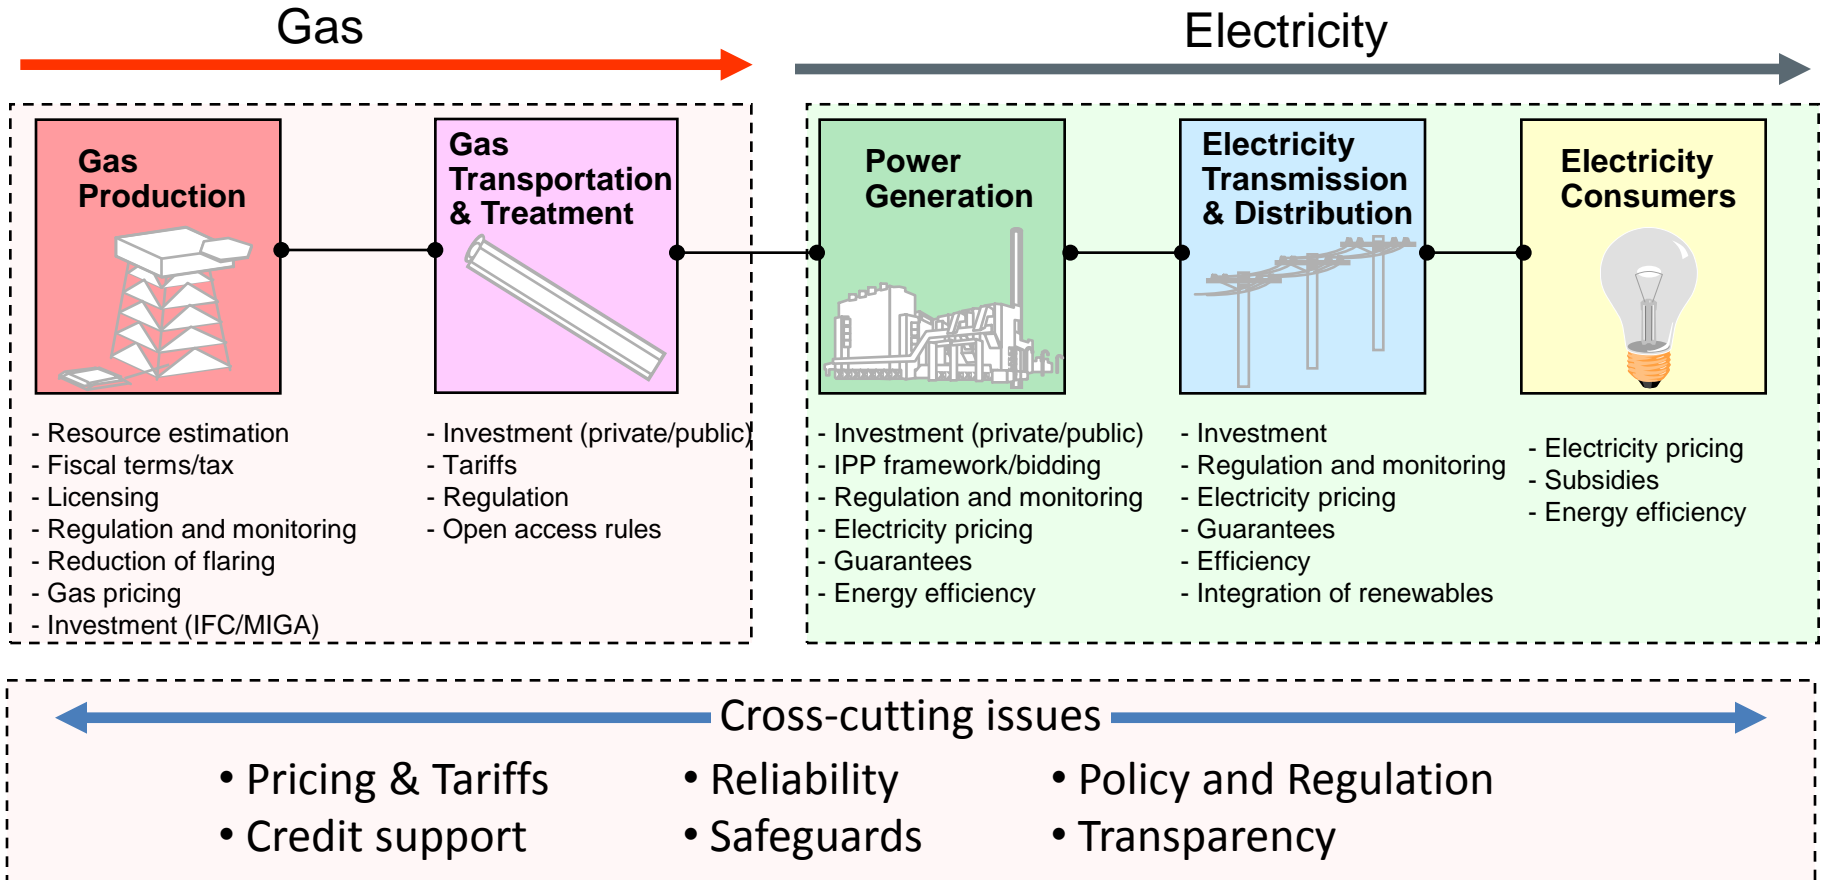 Gas
Electricity
Gas
Production
Gas
Transportation
& Treatment
Power
Generation
Electricity
Transmission
& Distribution
Electricity
Consumers
- Resource estimation
- Fiscal terms/tax
- Licensing
- Regulation and monitoring
- Reduction of flaring
- Gas pricing
- Investment (IFC/MIGA)
- Investment (private/public)
- Tariffs
- Regulation
- Open access rules
- Investment (private/public)
- IPP framework/bidding
- Regulation and monitoring
- Electricity pricing
- Guarantees
- Energy efficiency
- Investment
- Regulation and monitoring
- Electricity pricing
- Guarantees
- Efficiency
- Integration of renewables
- Electricity pricing
- Subsidies
- Energy efficiency
Cross-cutting issues
• Pricing & Tariffs
• Credit support
• Reliability
• Safeguards
• Policy and Regulation
• Transparency